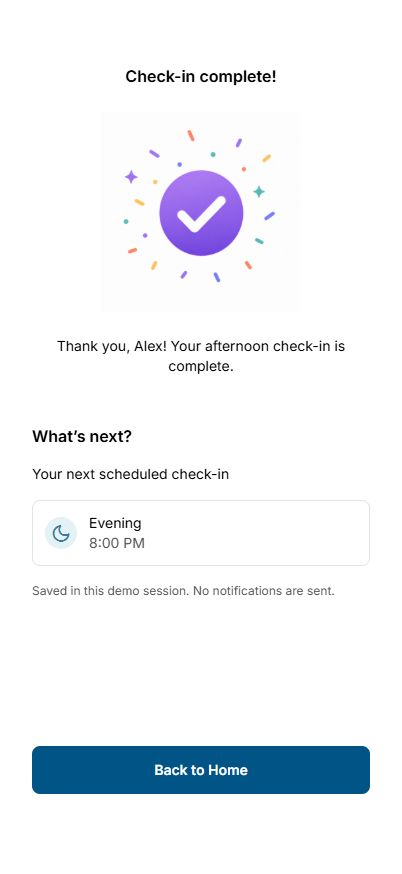 Check-in complete!
Thank you, Alex! Your afternoon check-in is
complete.
What’s next?
Your next scheduled check-in
Evening
8:00 PM
Saved in this demo session. No notifications are sent.
Back to Home